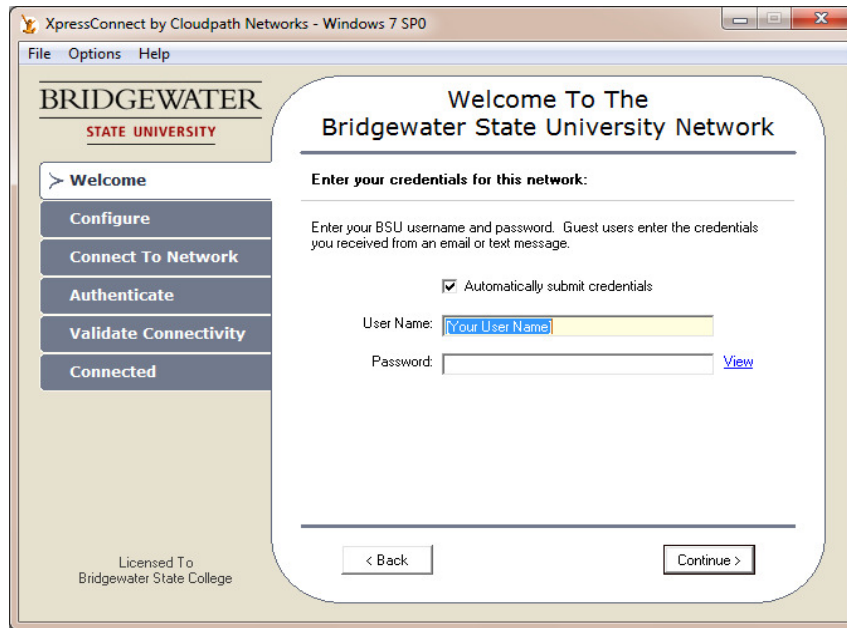 XpressConnect by Cloudpath Networks - Windows 7 SP0
File Options Help
BRIDGEWATER
STATE UNIVERSITY
Welcome
Configure
Connect To Network
Authenticate
Validate Connectivity
Connected
Licensed To
Bridgewater State College
Welcome To The
Bridgewater State University Network
Enter your credentials for this network:
Enter your BSU username and password. Guest users enter the credentials
you received from an email or text message.
Automatically submit credentials
User Name: [Your User Name]
Password: View
< Back Continue >